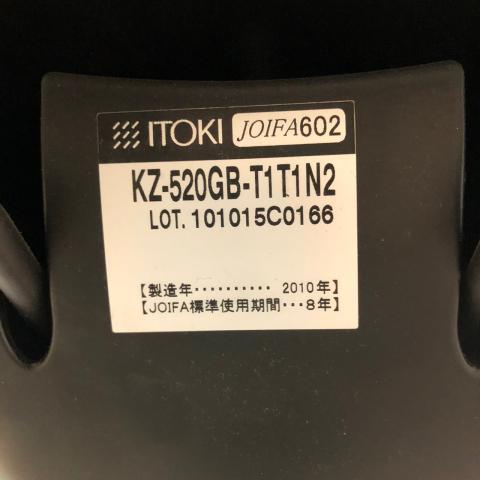 ITOKI JOIFA602
KZ-520GB-T1T1N2
LOT. 101015C0166
【製造年·········· 2010年】
【JOIFA標準使用期間···8年】